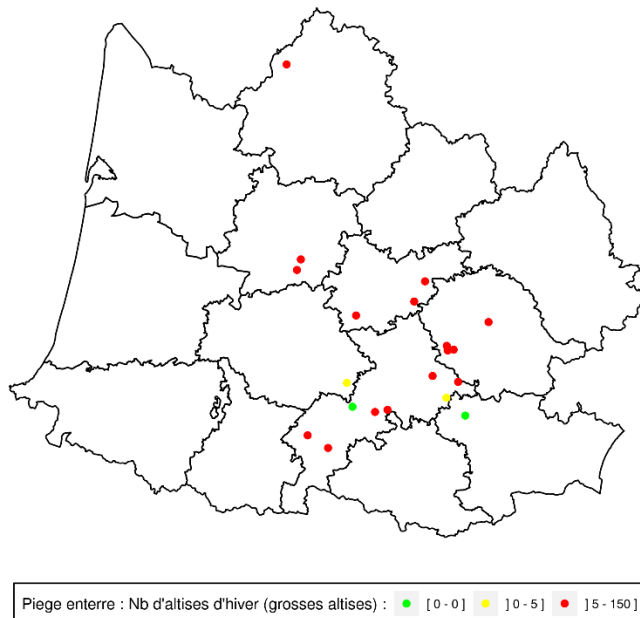 Piege enterre : Nb d'altises d'hiver (grosses altises) : [ 0 - 0 ] ] 0 - 5 ] ] 5 - 150 ]